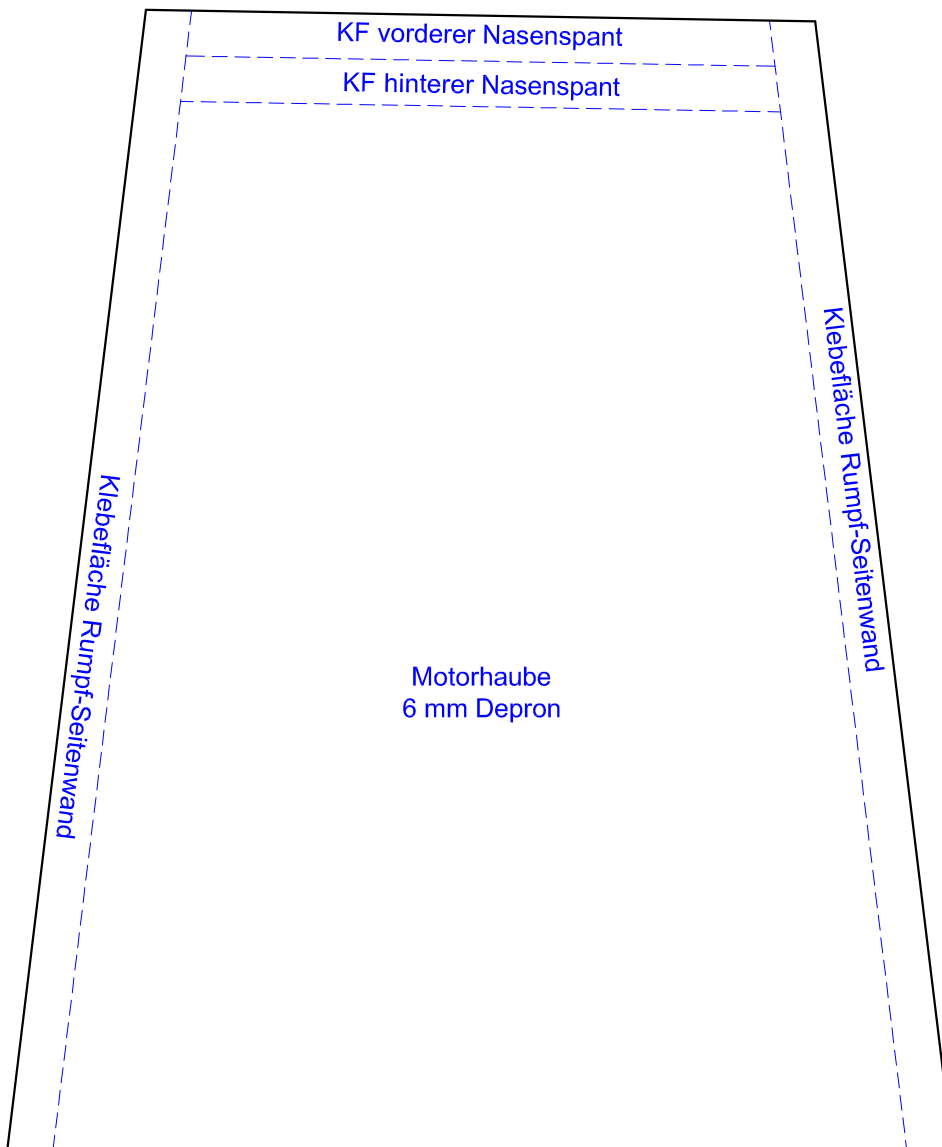 KF vorderer Nasenspant
KF hinterer Nasenspant
Klebefläche Rumpf-Seitenwand
Klebefläche Rumpf-Seitenwand
Motorhaube
6 mm Depron